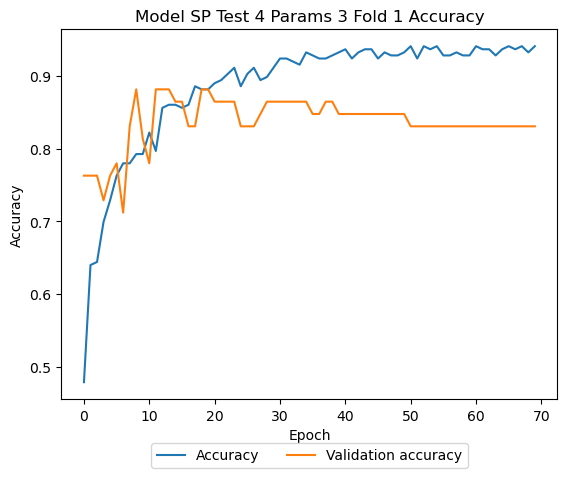 Model SP Test 4 Params 3 Fold 1 Accuracy
Accuracy
0.9
0.8
0.7
0.6
0.5
0 10 20 30 40 50 60 70
Epoch
Accuracy Validation accuracy